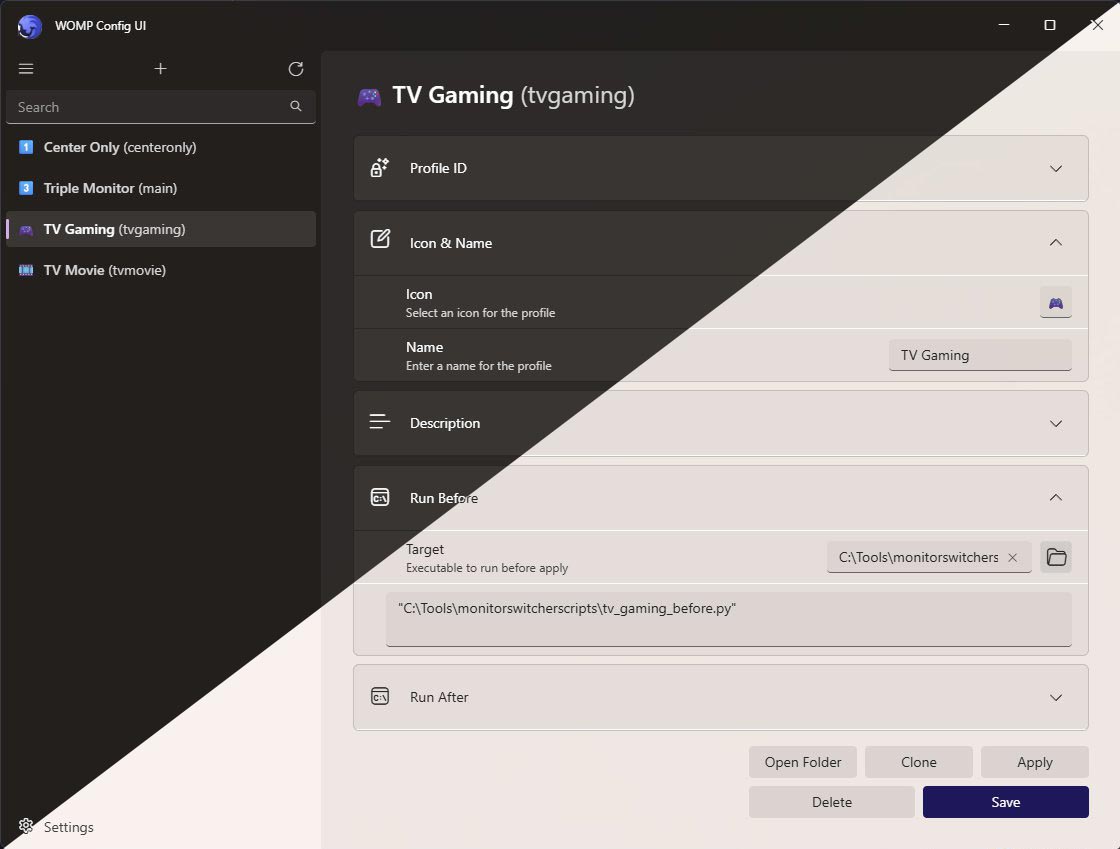 WOMP Config UI
Search
1 Center Only (centeronly)
3 Triple Monitor (main)
TV Gaming (tvgaming)
TV Movie (tvmovie)
Settings
TV Gaming (tvgaming)
Profile ID
Icon & Name
Icon
Select an icon for the profile
Name
Enter a name for the profile
TV Gaming
Description
C:\ Run Before
Target
Executable to run before apply
C:\Tools\monitorswitcherscripts
"C:\Tools\monitorswitcherscripts\tv_gaming_before.py"
C:\ Run After
Open Folder
Clone
Apply
Delete
Save